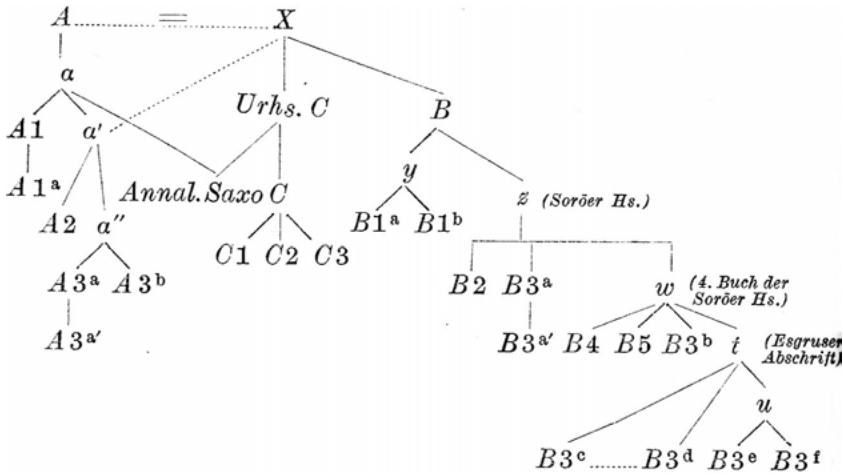 A = X
a
Urhs. C B
A1 a′
y
A1ᵃ Annal. Saxo C z (Soröer Hs.)
A2 a″ B1ᵃ B1ᵇ
C1 C2 C3
A3ᵃ A3ᵇ B2 B3ᵃ w (4. Buch der
Soröer Hs.)
A3ᵃ′ B3ᵃ′ B4 B5 B3ᵇ t (Esgruser
Abschrift)
u
B3ᶜ B3ᵈ B3ᵉ B3ᶠ